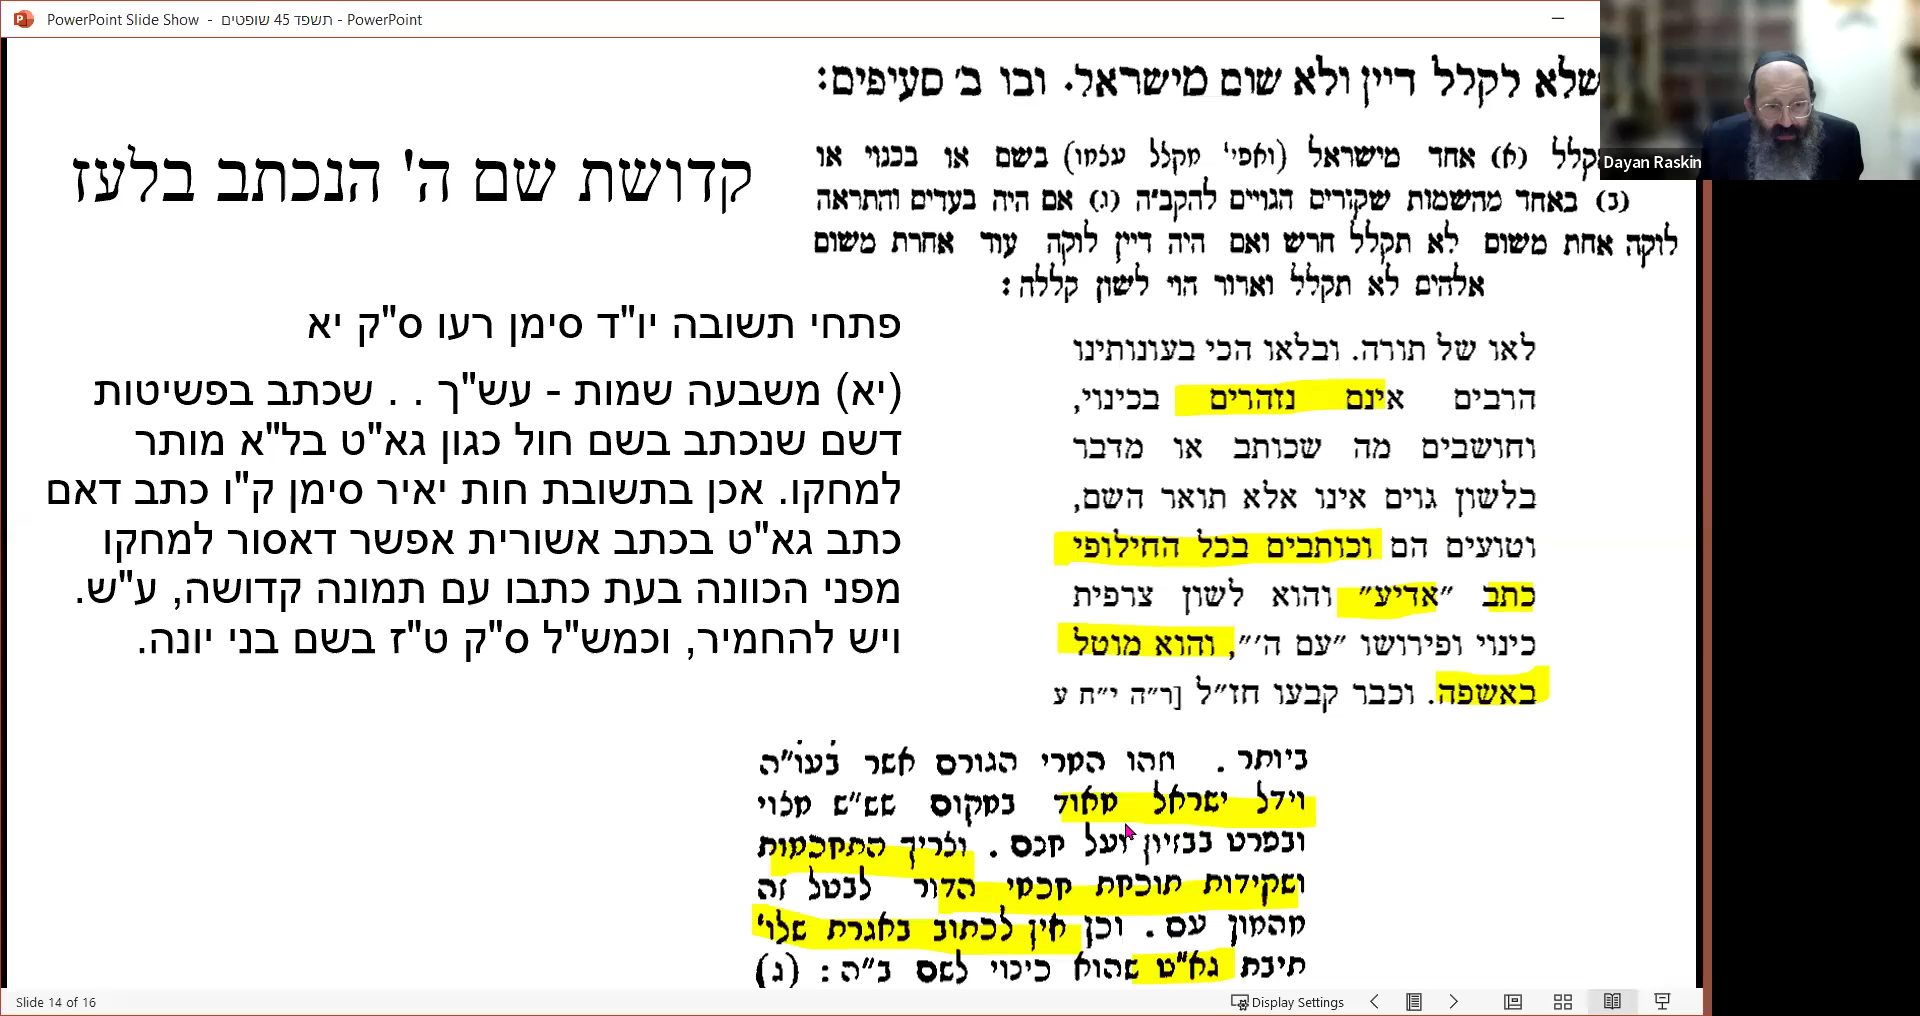 PowerPoint Slide Show - תשפד 45 שופטים - PowerPoint
Dayan Raskin
שלא לקלל דיין ולא שום מישראל. ובו ב' סעיפים:
קלל (א) אחד מישראל (ואפי' מקלל עצמו) בשם או בכנוי או
(ב) באחד מהשמות שקורים הגויים להקב"ה (ג) אם היה בעדים והתראה
לוקה אחת משום לא תקלל חרש ואם היה דיין לוקה עוד אחרת משום
אלהים לא תקלל וארור הוי לשון קללה:
קדושת שם ה' הנכתב בלעז
פתחי תשובה יו"ד סימן רעו ס"ק יא
(יא) משבעה שמות - עש"ך . . שכתב בפשיטות
דשם שנכתב בשם חול כגון גא"ט בל"א מותר
למחקו. אכן בתשובת חות יאיר סימן ק"ו כתב דאם
כתב גא"ט בכתב אשורית אפשר דאסור למחקו
מפני הכוונה בעת כתבו עם תמונה קדושה, ע"ש.
ויש להחמיר, וכמש"ל ס"ק ט"ז בשם בני יונה.
לאו של תורה. ובלאו הכי בעונותינו
הרבים אינם נזהרים בכינוי,
וחושבים מה שכותב או מדבר
בלשון גוים אינו אלא תואר השם,
וטועים הם וכותבים בכל החילופי
כתב "אדיע" והוא לשון צרפית
כינוי ופירושו "עם ה'", והוא מוטל
באשפה. וכבר קבעו חז"ל [ר"ה י"ח ע
ביותר. וזהו הסרי הגורם אשר בעו"ה
וידל ישראל מאוד במקום שש"ש מצוי
ובפרט בבזיון ועל חכם. וצריך התחכמות
ושקידות תוכחת חכמי הדור לבטל זה
מהמון עם. וכן אין לכתוב באגרת שלו'
תיבת גא"ט שהוא כינוי לשם ב"ה: (ג)
Slide 14 of 16
Display Settings